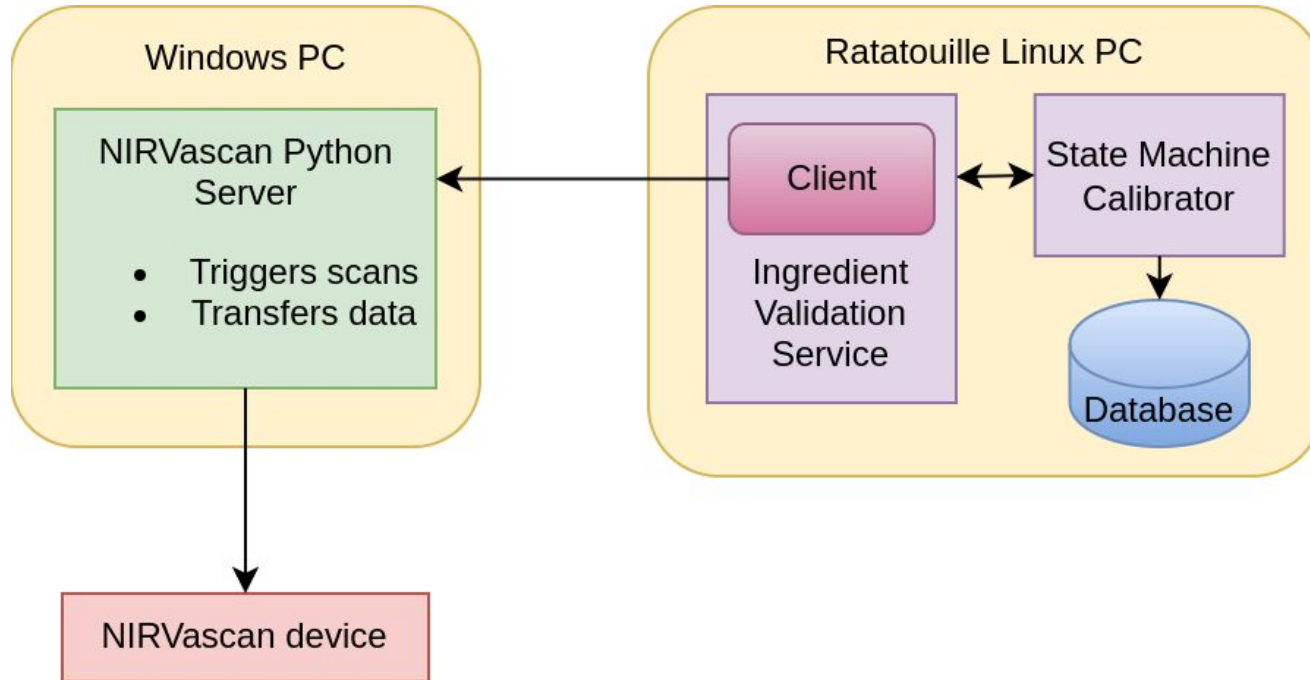 Windows PC
NIRVascan Python
Server
• Triggers scans
• Transfers data
NIRVascan device
Ratatouille Linux PC
Client
Ingredient
Validation
Service
State Machine
Calibrator
Database